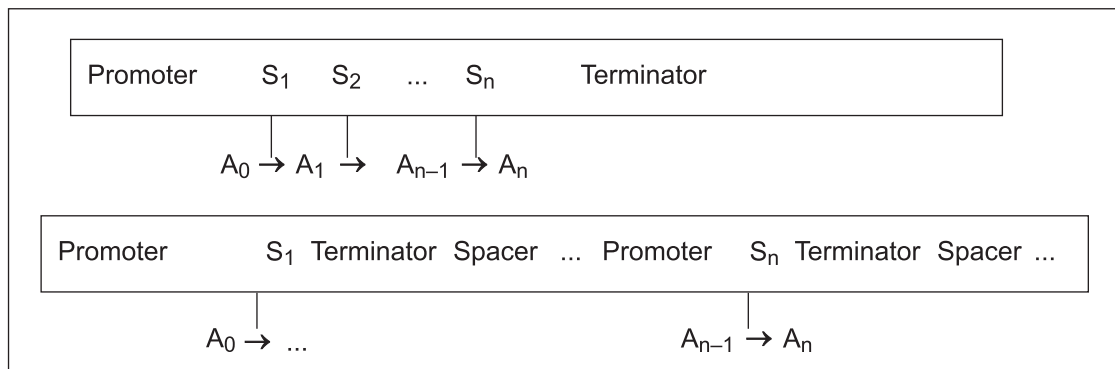 Promoter S₁ S₂ ... Sₙ Terminator
A₀ → A₁ → Aₙ₋₁ → Aₙ
Promoter S₁ Terminator Spacer ... Promoter Sₙ Terminator Spacer ...
A₀ → ... Aₙ₋₁ → Aₙ